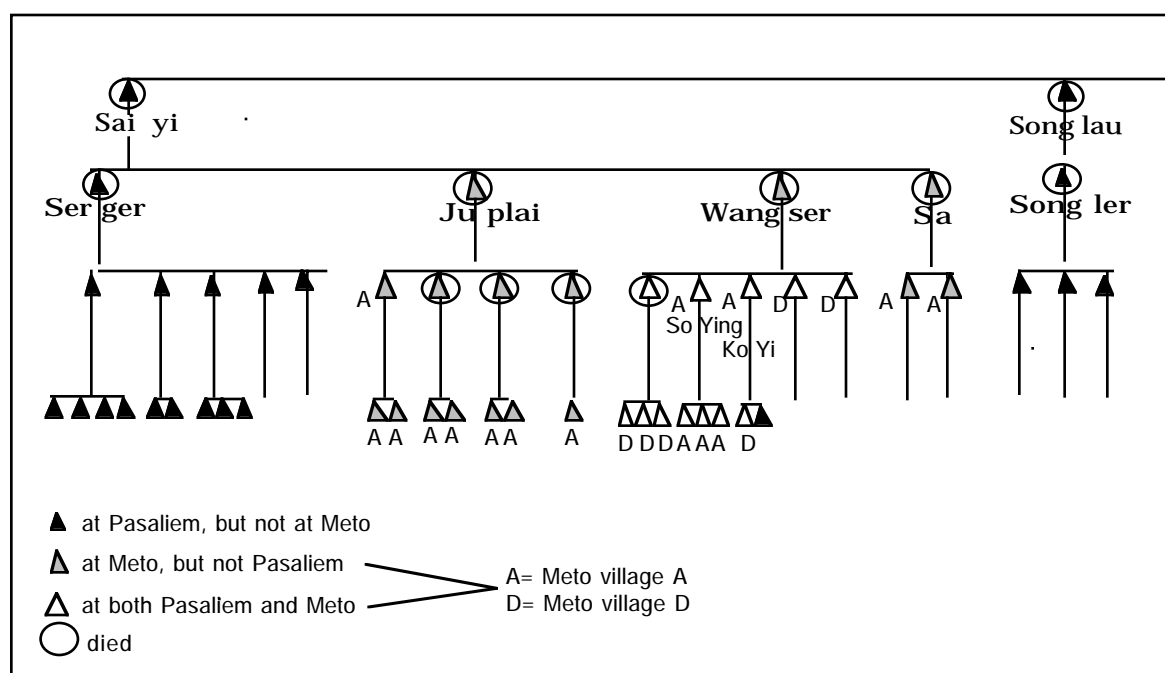 Sai yi
Song lau
Ser ger
Ju plai
Wang ser
Sa
Song ler
A
A
A
D
D
A
A
So Ying
Ko Yi
A A
A A
A A
A
D D D A A A
D
at Pasaliem, but not at Meto
at Meto, but not Pasaliem
at both Pasaliem and Meto
died
A= Meto village A
D= Meto village D